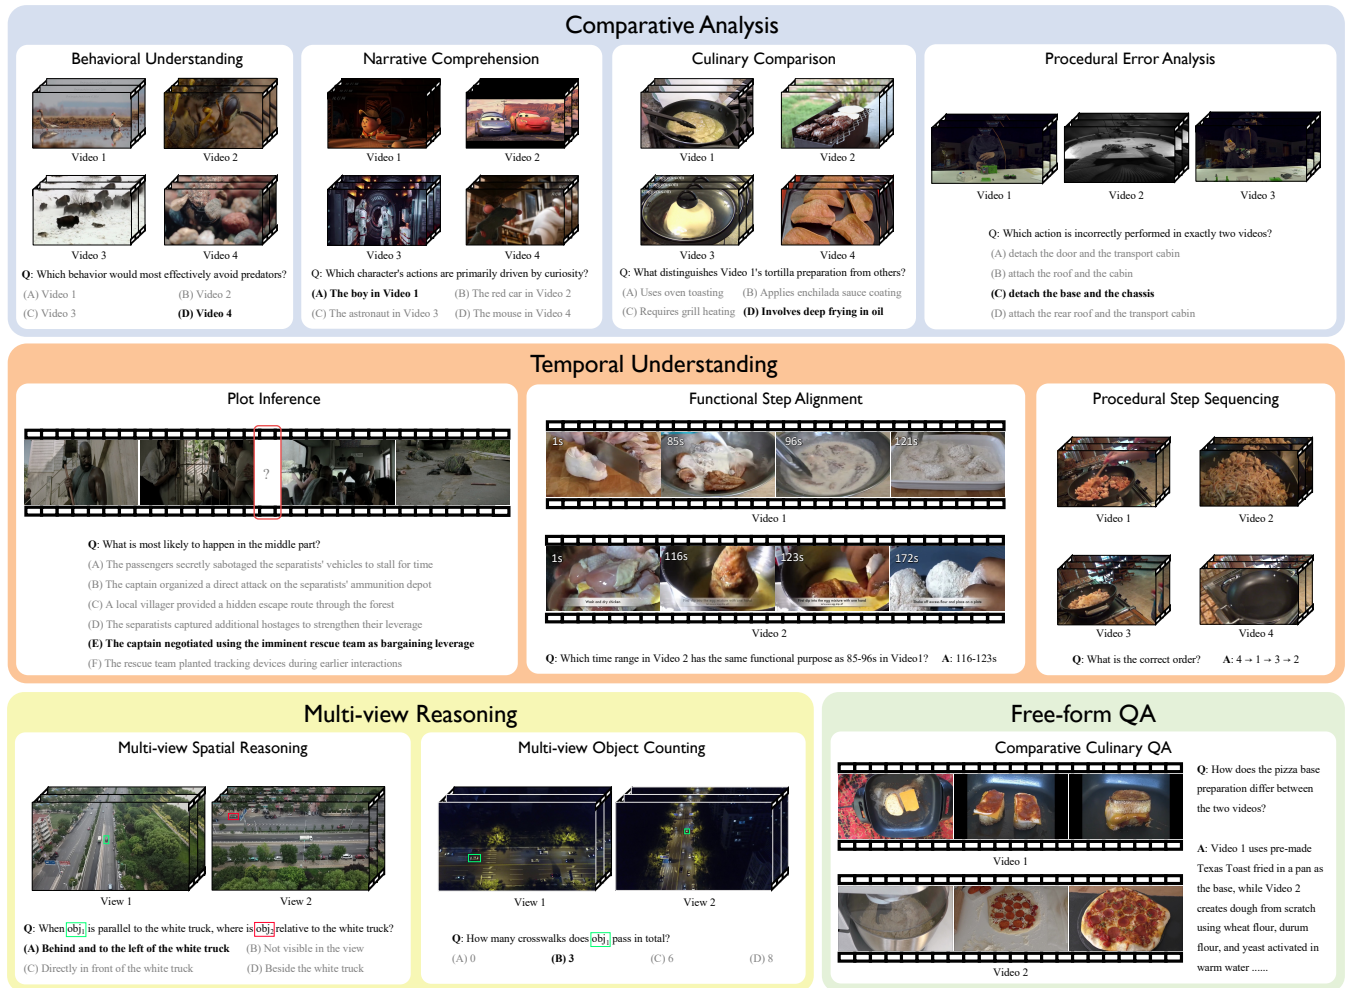 Comparative Analysis
Behavioral Understanding
Video 1
Video 2
Video 3
Video 4
Q: Which behavior would most effectively avoid predators?
(A) Video 1
(B) Video 2
(C) Video 3
(D) Video 4
Narrative Comprehension
Video 1
Video 2
Video 3
Video 4
Q: Which character's actions are primarily driven by curiosity?
(A) The boy in Video 1
(B) The red car in Video 2
(C) The astronaut in Video 3
(D) The mouse in Video 4
Culinary Comparison
Video 1
Video 2
Video 3
Video 4
Q: What distinguishes Video 1's tortilla preparation from others?
(A) Uses oven toasting
(B) Applies enchilada sauce coating
(C) Requires grill heating
(D) Involves deep frying in oil
Procedural Error Analysis
Video 1
Video 2
Video 3
Q: Which action is incorrectly performed in exactly two videos?
(A) detach the door and the transport cabin
(B) attach the roof and the cabin
(C) detach the base and the chassis
(D) attach the rear roof and the transport cabin
Temporal Understanding
Plot Inference
?
Q: What is most likely to happen in the middle part?
(A) The passengers secretly sabotaged the separatists' vehicles to stall for time
(B) The captain organized a direct attack on the separatists' ammunition depot
(C) A local villager provided a hidden escape route through the forest
(D) The separatists captured additional hostages to strengthen their leverage
(E) The captain negotiated using the imminent rescue team as bargaining leverage
(F) The rescue team planted tracking devices during earlier interactions
Functional Step Alignment
1s
85s
96s
121s
Video 1
1s
116s
123s
172s
Video 2
Q: Which time range in Video 2 has the same functional purpose as 85-96s in Video1? A: 116-123s
Procedural Step Sequencing
Video 1
Video 2
Video 3
Video 4
Q: What is the correct order? A: 4 → 1 → 3 → 2
Multi-view Reasoning
Multi-view Spatial Reasoning
View 1
View 2
Q: When obj1 is parallel to the white truck, where is obj2 relative to the white truck?
(A) Behind and to the left of the white truck
(B) Not visible in the view
(C) Directly in front of the white truck
(D) Beside the white truck
Multi-view Object Counting
View 1
View 2
Q: How many crosswalks does obj1 pass in total?
(A) 0
(B) 3
(C) 6
(D) 8
Free-form QA
Comparative Culinary QA
Video 1
Video 2
Q: How does the pizza base
preparation differ between
the two videos?
A: Video 1 uses pre-made
Texas Toast fried in a pan as
the base, while Video 2
creates dough from scratch
using wheat flour, durum
flour, and yeast activated in
warm water ......